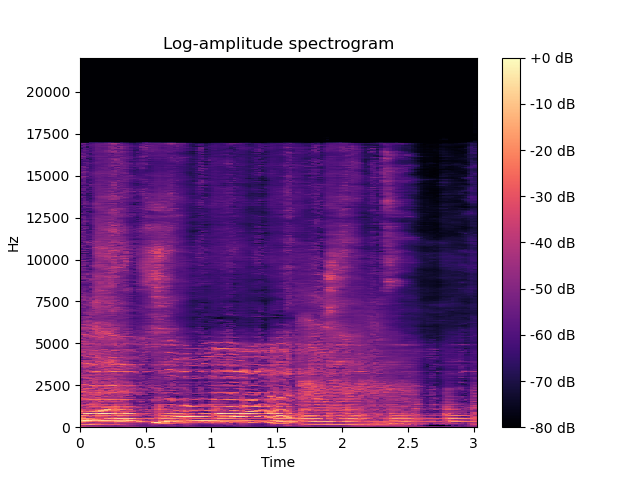 Log-amplitude spectrogram
Hz
20000
17500
15000
12500
10000
7500
5000
2500
0
0 0.5 1 1.5 2 2.5 3
Time
+0 dB
-10 dB
-20 dB
-30 dB
-40 dB
-50 dB
-60 dB
-70 dB
-80 dB